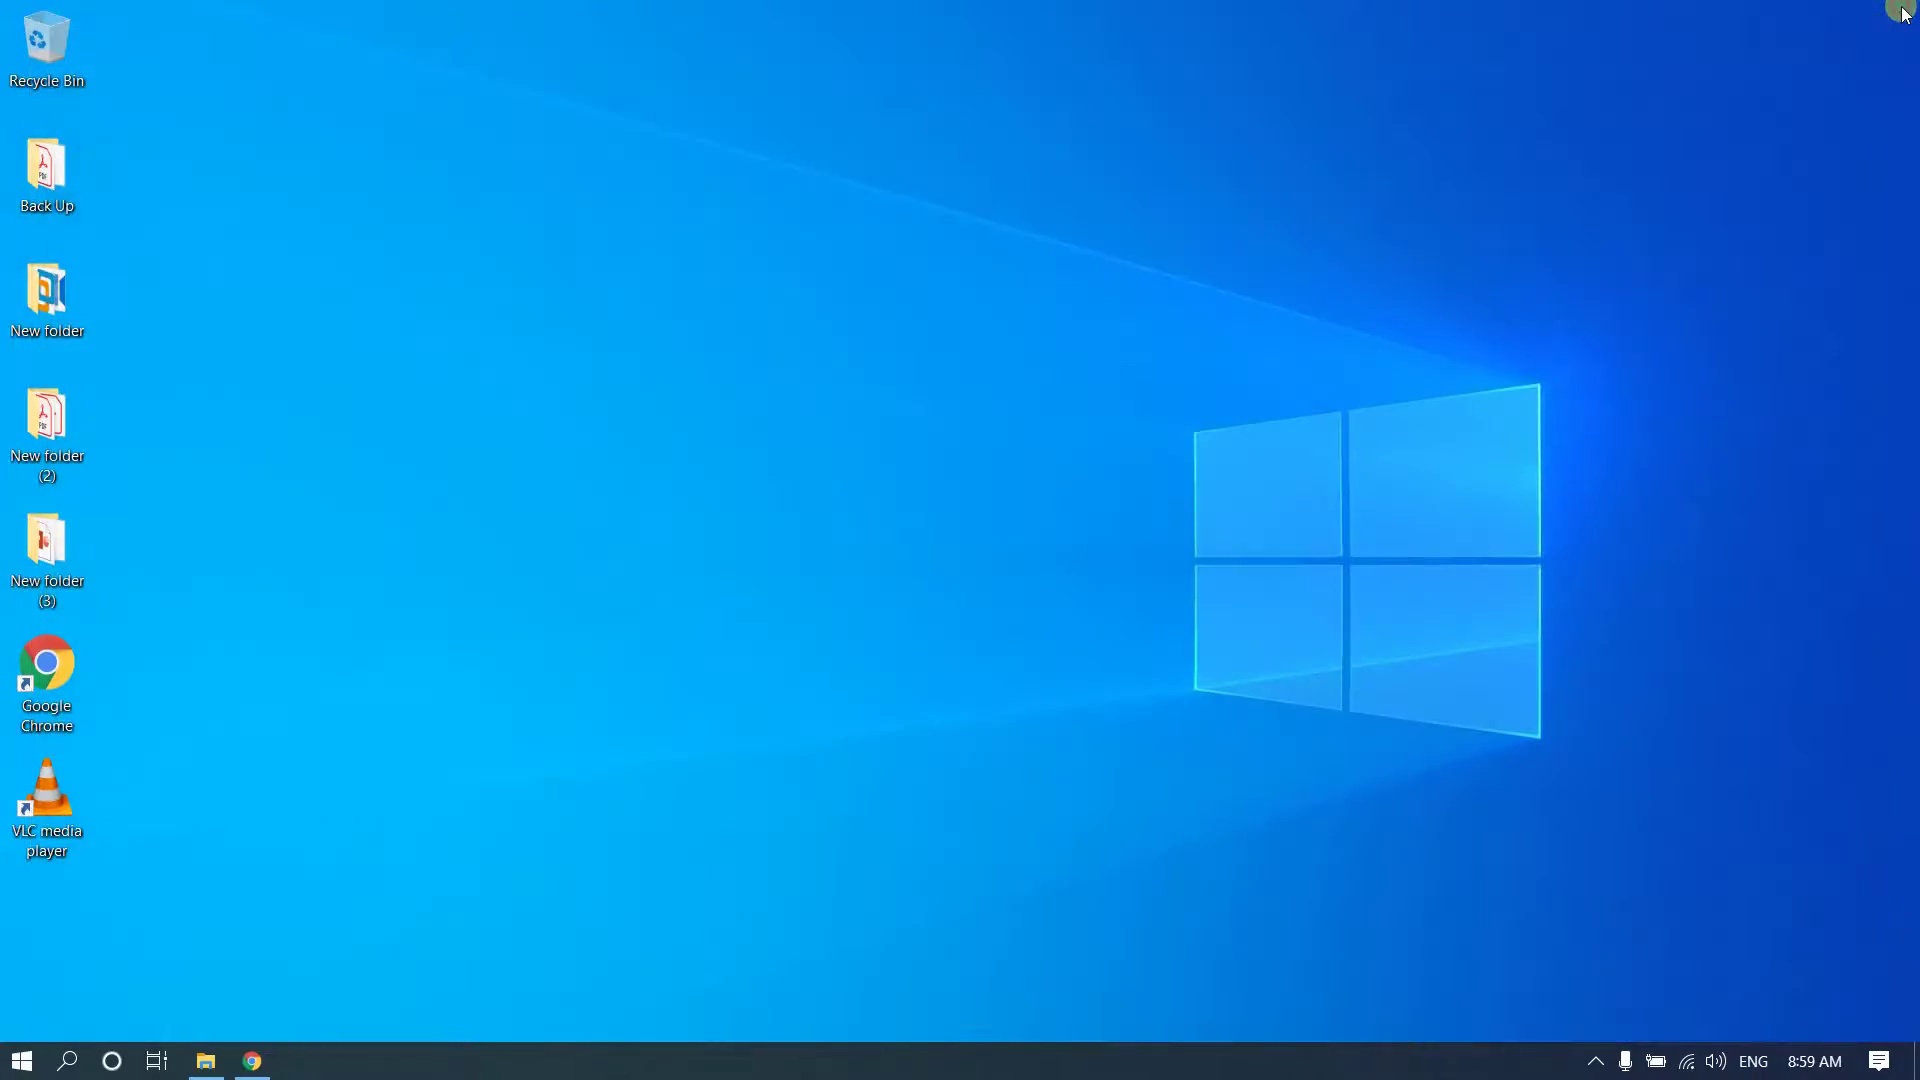 Recycle Bin
Back Up
New folder
New folder
(2)
New folder
(3)
Google
Chrome
VLC media
player
ENG
8:59 AM